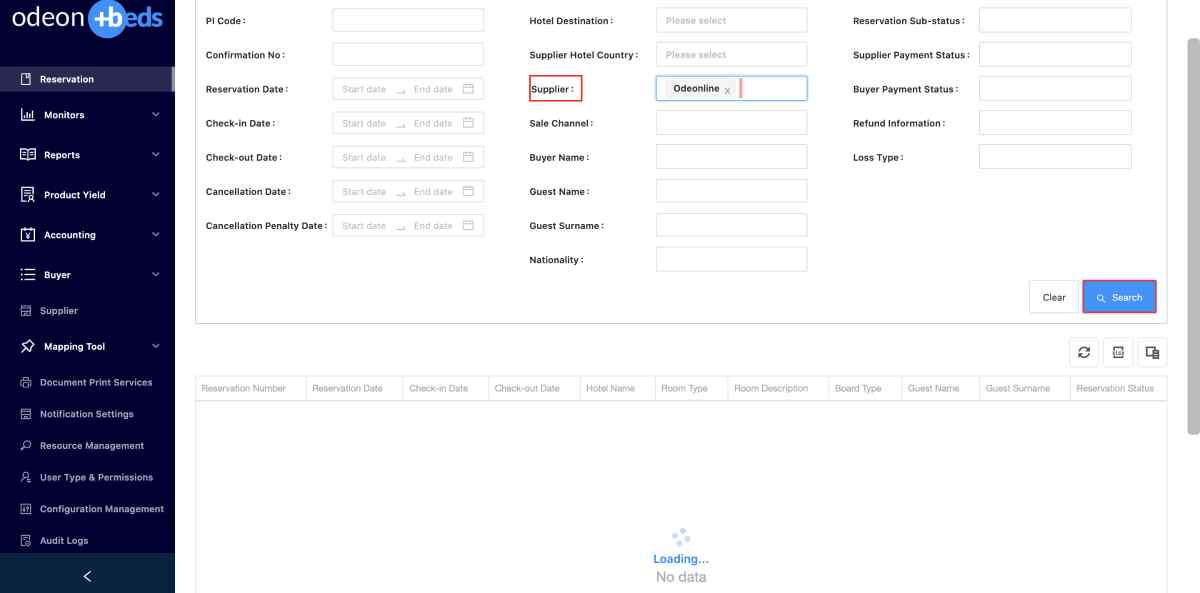 odeon +beds
Reservation
Monitors
Reports
Product Yield
Accounting
Buyer
Supplier
Mapping Tool
Document Print Services
Notification Settings
Resource Management
User Type & Permissions
Configuration Management
Audit Logs
PI Code :
Confirmation No :
Reservation Date : Start date End date
Check-in Date : Start date End date
Check-out Date : Start date End date
Cancellation Date : Start date End date
Cancellation Penalty Date : Start date End date
Hotel Destination : Please select
Supplier Hotel Country : Please select
Supplier : Odeonline x
Sale Channel :
Buyer Name :
Guest Name :
Guest Surname :
Nationality :
Reservation Sub-status :
Supplier Payment Status :
Buyer Payment Status :
Refund Information :
Loss Type :
Clear Search
Reservation Number Reservation Date Check-in Date Check-out Date Hotel Name Room Type Room Description Board Type Guest Name Guest Surname Reservation Status
Loading...
No data